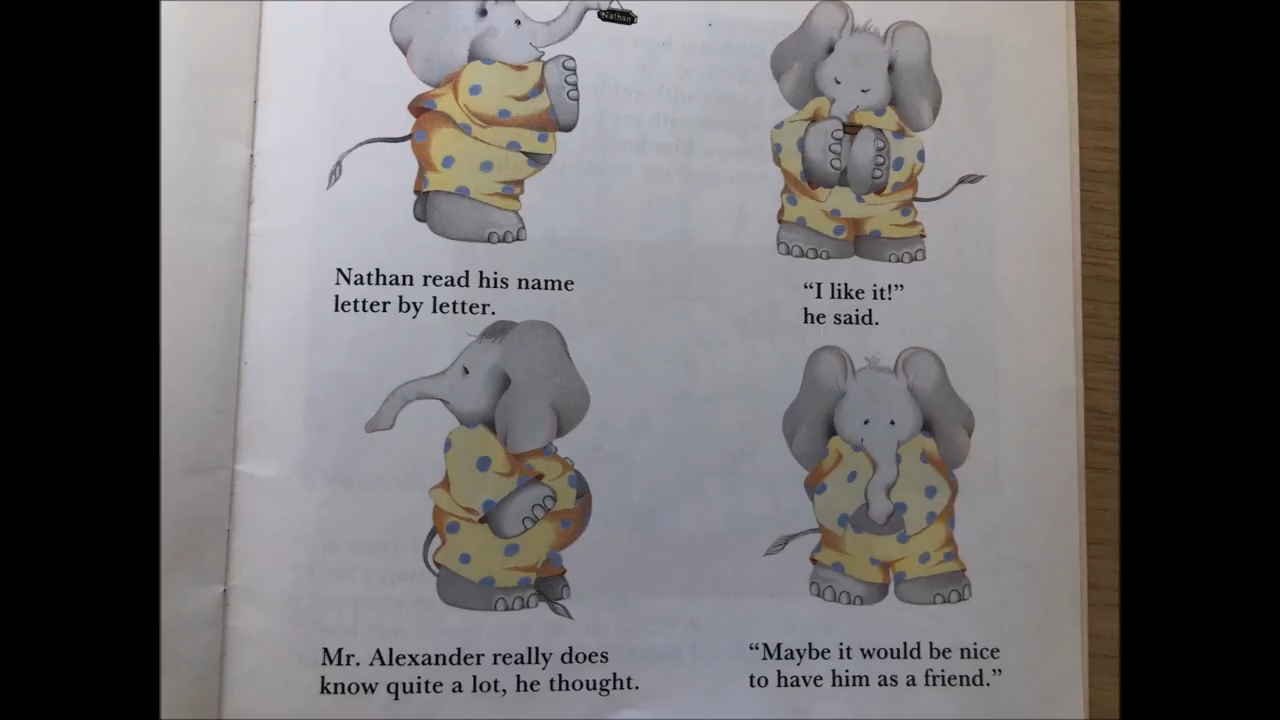 Nathan
Nathan read his name
letter by letter.
“I like it!”
he said.
Mr. Alexander really does
know quite a lot, he thought.
“Maybe it would be nice
to have him as a friend.”